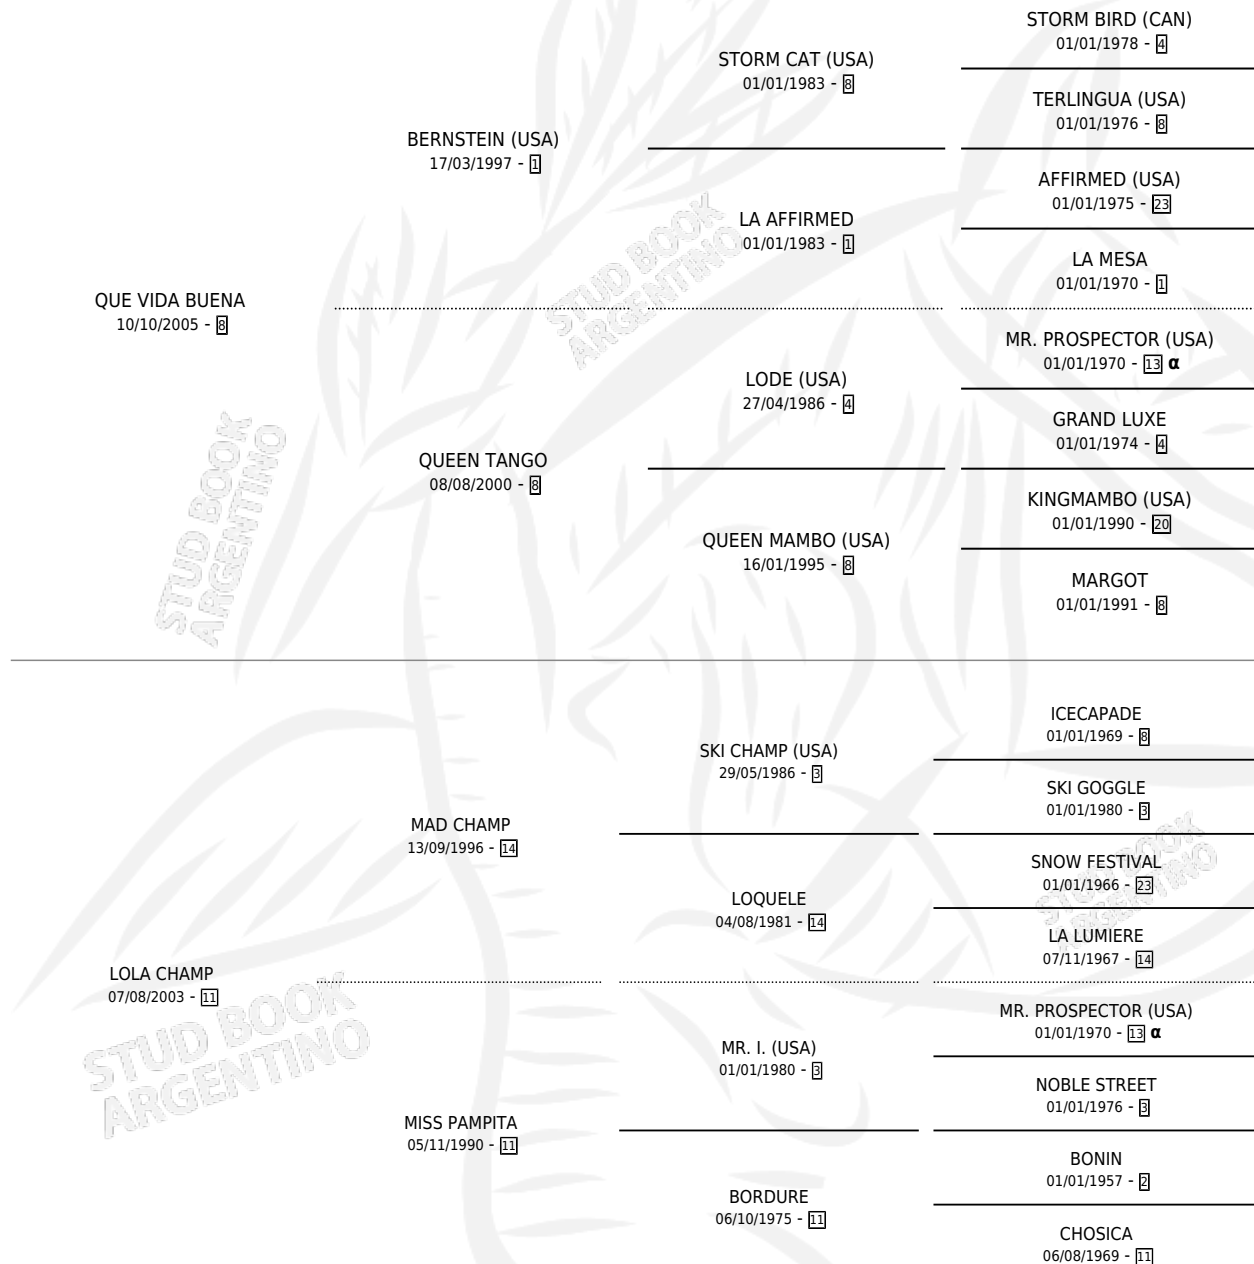 STORM BIRD (CAN)
01/01/1978 - 4
STORM CAT (USA)
01/01/1983 - 8
TERLINGUA (USA)
01/01/1976 - 8
BERNSTEIN (USA)
17/03/1997 - 1
AFFIRMED (USA)
01/01/1975 - 23
LA AFFIRMED
01/01/1983 - 1
LA MESA
01/01/1970 - 1
QUE VIDA BUENA
10/10/2005 - 8
STUD BOOK
ARGENTINO
MR. PROSPECTOR (USA)
01/01/1970 - 13 α
LODE (USA)
27/04/1986 - 4
GRAND LUXE
01/01/1974 - 4
QUEEN TANGO
08/08/2000 - 8
KINGMAMBO (USA)
01/01/1990 - 20
QUEEN MAMBO (USA)
16/01/1995 - 8
MARGOT
01/01/1991 - 8
STUD BOOK
ARGENTINO
ICECAPADE
01/01/1969 - 8
SKI CHAMP (USA)
29/05/1986 - 3
SKI GOGGLE
01/01/1980 - 3
MAD CHAMP
13/09/1996 - 14
SNOW FESTIVAL
01/01/1966 - 23
LOQUELE
04/08/1981 - 14
LA LUMIERE
07/11/1967 - 14
STUD BOOK
ARGENTINO
LOLA CHAMP
07/08/2003 - 11
STUD BOOK
ARGENTINO
MR. PROSPECTOR (USA)
01/01/1970 - 13 α
MR. I. (USA)
01/01/1980 - 3
NOBLE STREET
01/01/1976 - 3
MISS PAMPITA
05/11/1990 - 11
BONIN
01/01/1957 - 2
BORDURE
06/10/1975 - 11
CHOSICA
06/08/1969 - 11